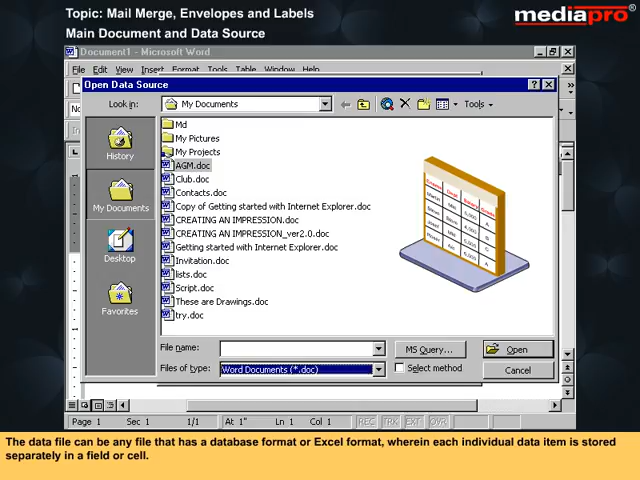 Topic: Mail Merge, Envelopes and Labels
mediapro®
Main Document and Data Source
Document1 - Microsoft Word
File Edit View Insert Format Tools Table Window Help
Open Data Source
Look in: My Documents Tools
Md
My Pictures
My Projects
AGM.doc
Club.doc
Contacts.doc
Copy of Getting started with Internet Explorer.doc
CREATING AN IMPRESSION.doc
CREATING AN IMPRESSION_ver2.0.doc
Getting started with Internet Explorer.doc
Invitation.doc
lists.doc
Script.doc
These are Drawings.doc
try.doc
History
My Documents
Desktop
Favorites
File name: MS Query... Open
Files of type: Word Documents (*.doc) Select method Cancel
Page 1 Sec 1 1/1 At 1" Ln 1 Col 1 REC TRK EXT OVR
The data file can be any file that has a database format or Excel format, wherein each individual data item is stored
separately in a field or cell.